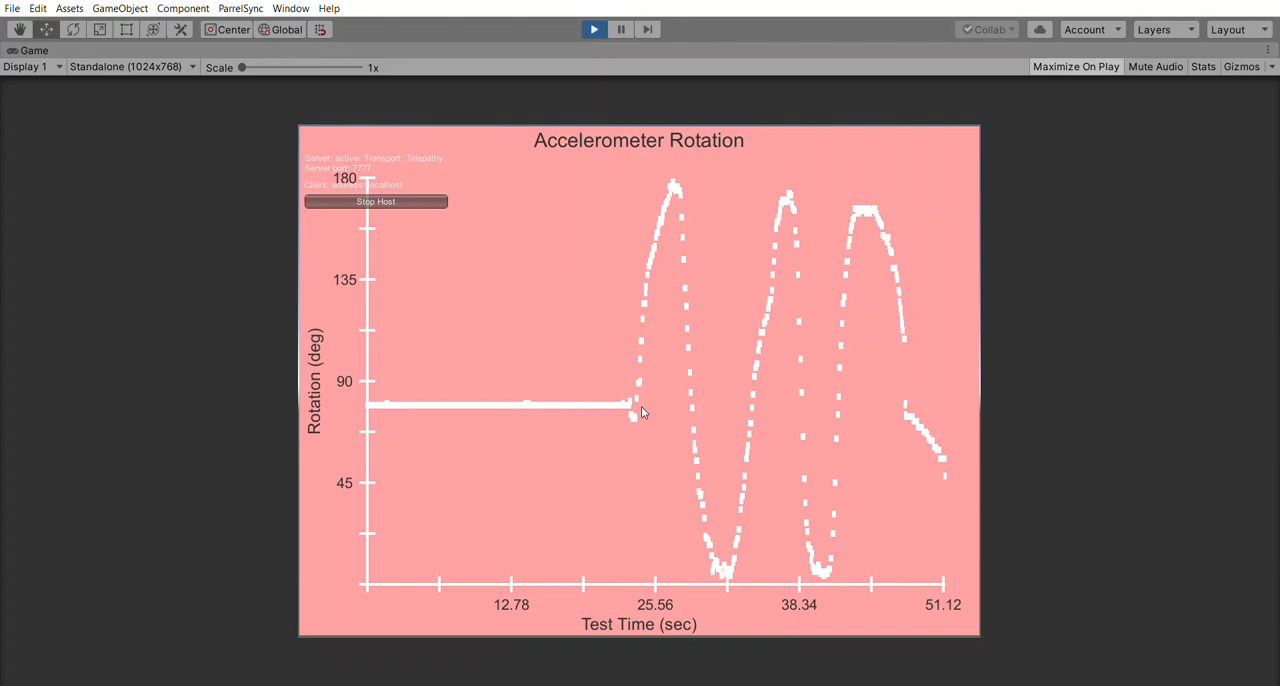 File Edit Assets GameObject Component ParrelSync Window Help
Center Global Collab Account Layers Layout
Game
Display 1 Standalone (1024x768) Scale 1x Maximize On Play Mute Audio Stats Gizmos
Accelerometer Rotation
Server: active. Transport: Telepathy
Server port: 7777
180
Client: address=localhost
Stop Host
135
Rotation (deg)
90
45
12.78 25.56 38.34 51.12
Test Time (sec)